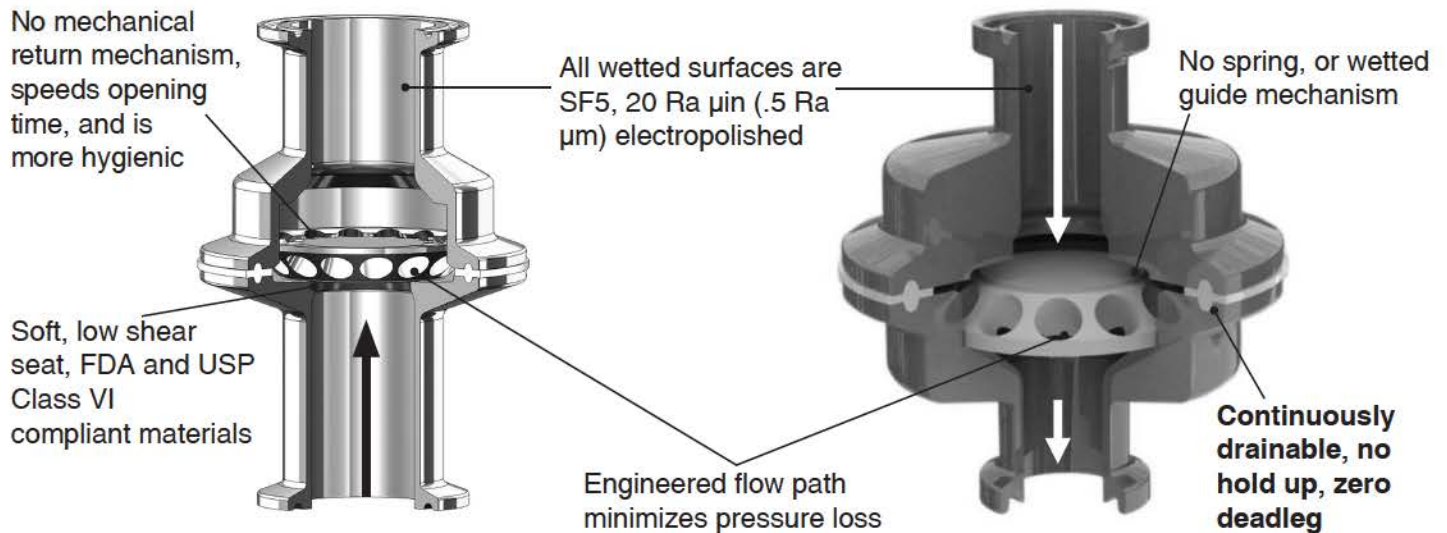 No mechanical
return mechanism,
speeds opening
time, and is
more hygienic
All wetted surfaces are
SF5, 20 Ra µin (.5 Ra
µm) electropolished
No spring, or wetted
guide mechanism
Soft, low shear
seat, FDA and USP
Class VI
compliant materials
Engineered flow path
minimizes pressure loss
Continuously
drainable, no
hold up, zero
deadleg